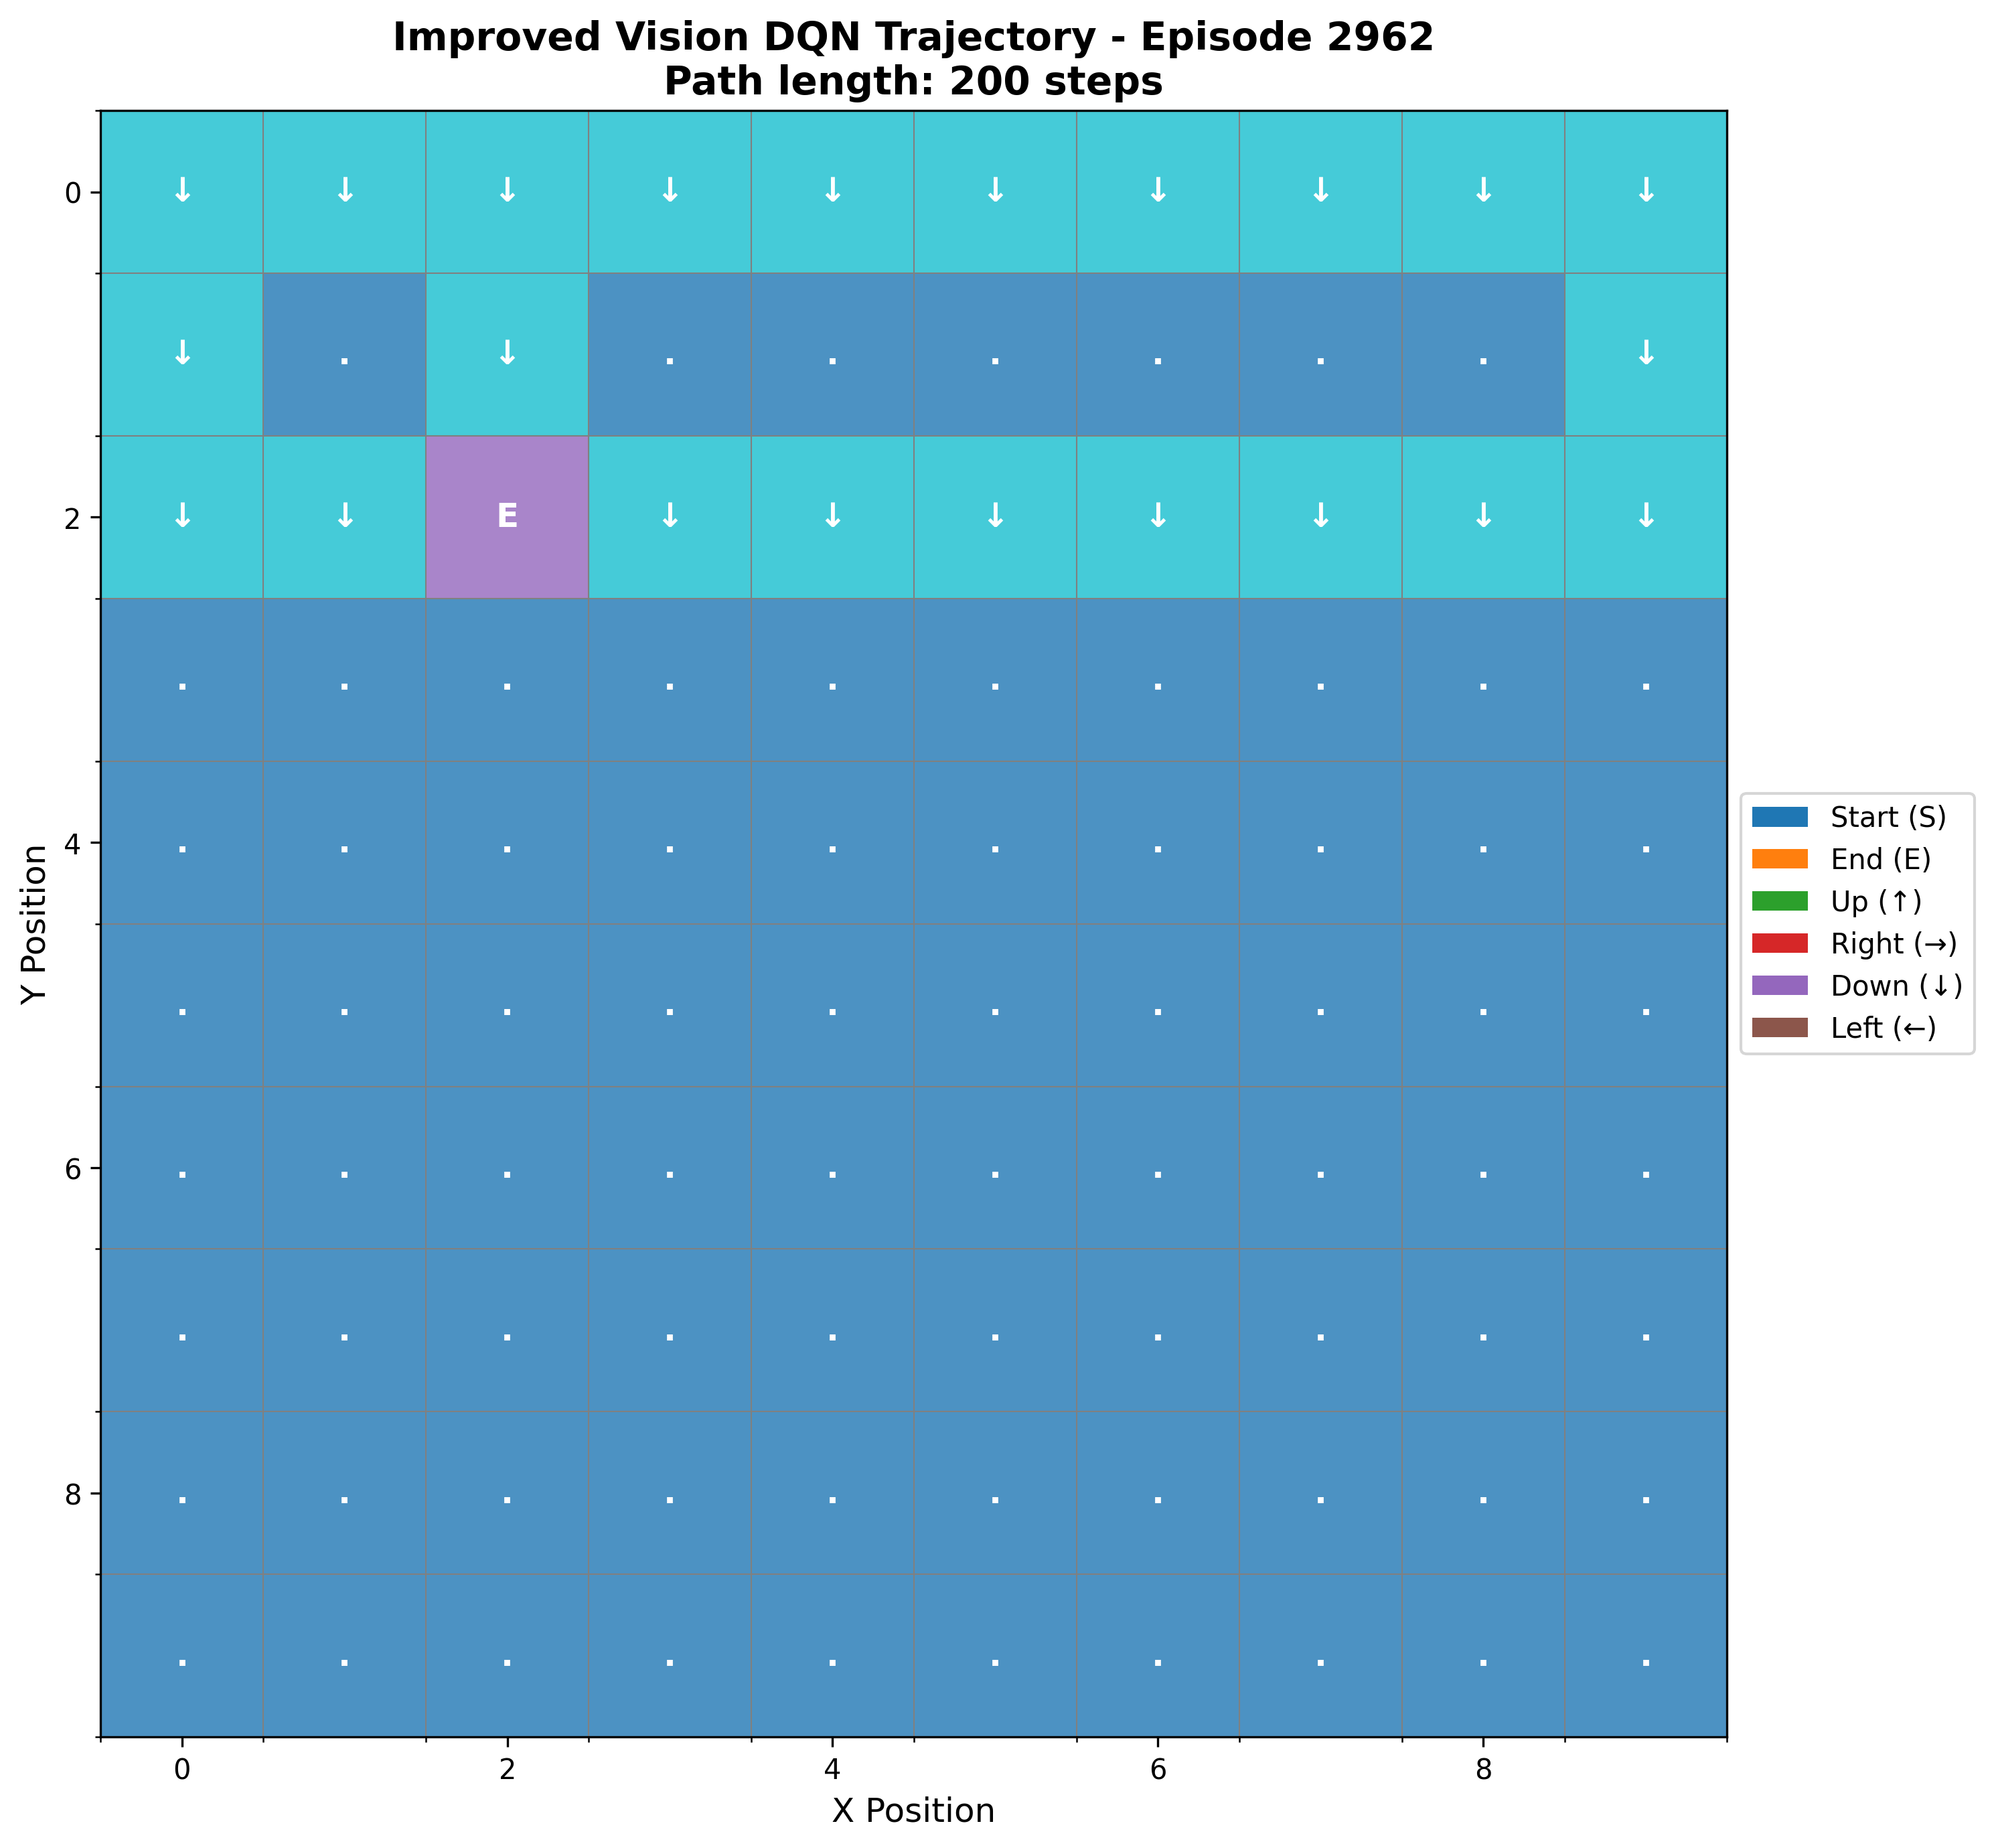 Improved Vision DQN Trajectory - Episode 2962
Path length: 200 steps
0 ↓ ↓ ↓ ↓ ↓ ↓ ↓ ↓ ↓ ↓
↓ . ↓ . . . . . . ↓
2 ↓ ↓ E ↓ ↓ ↓ ↓ ↓ ↓ ↓
. . . . . . . . . .
4 . . . . . . . . . .
. . . . . . . . . .
6 . . . . . . . . . .
. . . . . . . . . .
8 . . . . . . . . . .
. . . . . . . . . .
0 2 4 6 8
X Position
Y Position
Start (S)
End (E)
Up (↑)
Right (→)
Down (↓)
Left (←)